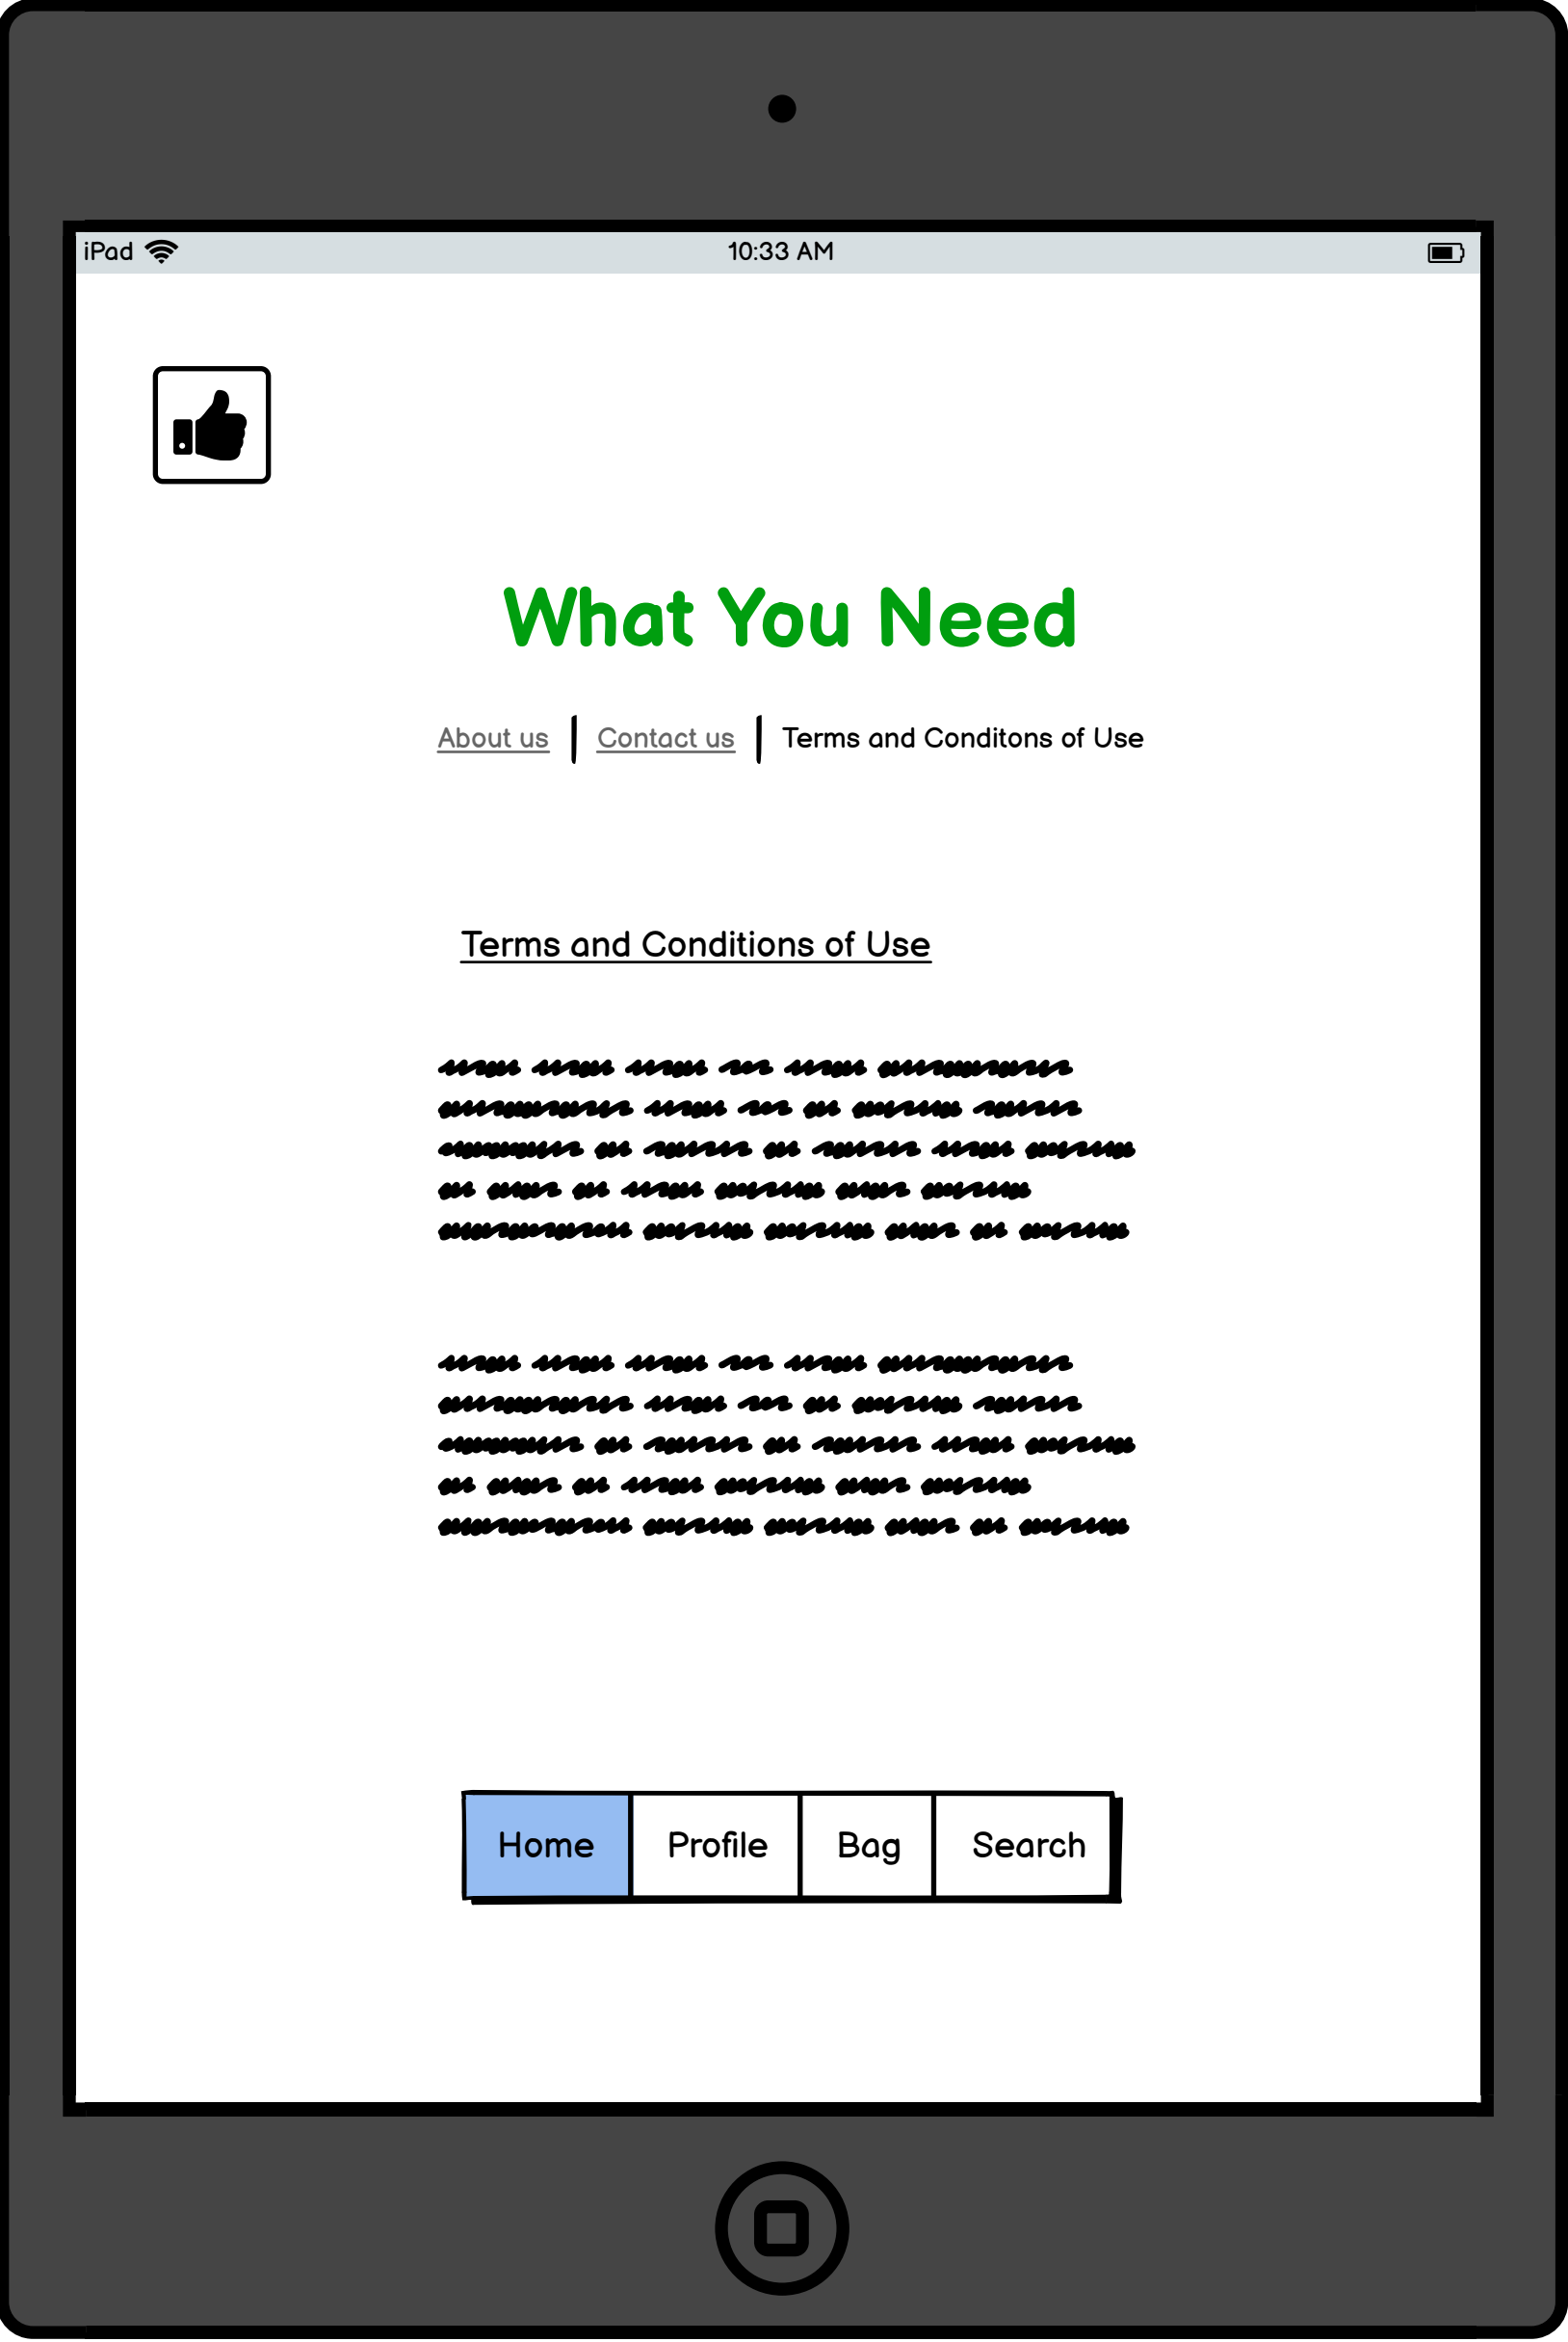 iPad 10:33 AM
What You Need
About us | Contact us | Terms and Conditons of Use
Terms and Conditions of Use
Home Profile Bag Search